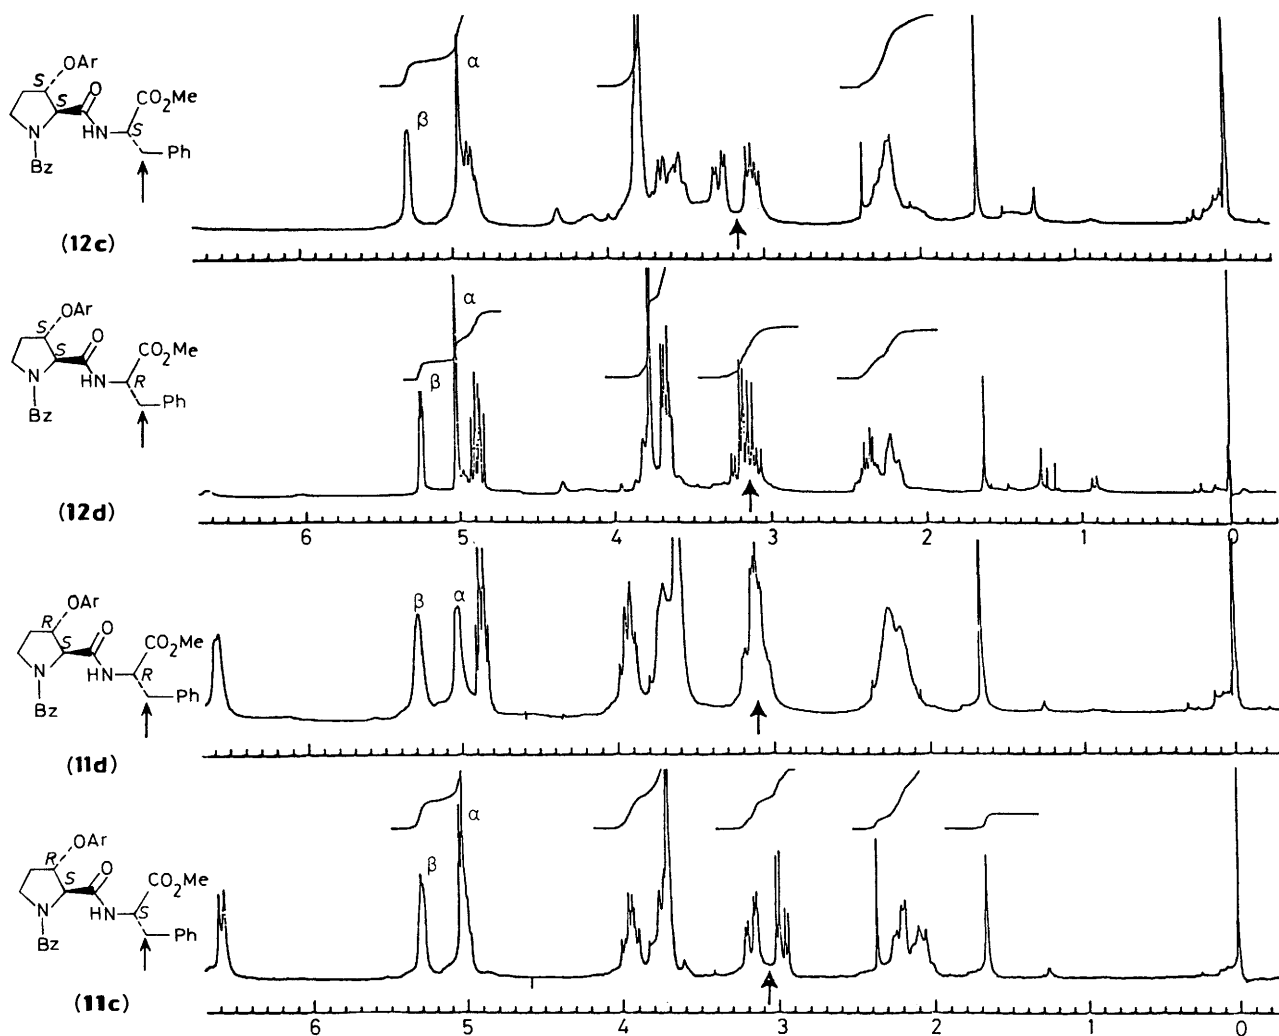 OAr
S
O
S
CO₂Me
N
HN
S
Ph
Bz
(12c)
β
α
OAr
S
O
S
CO₂Me
N
HN
R
Ph
Bz
(12d)
β
α
6 5 4 3 2 1 0
OAr
R
O
S
CO₂Me
N
HN
R
Ph
Bz
(11d)
β
α
OAr
R
O
S
CO₂Me
N
HN
S
Ph
Bz
(11c)
β
α
6 5 4 3 2 1 0